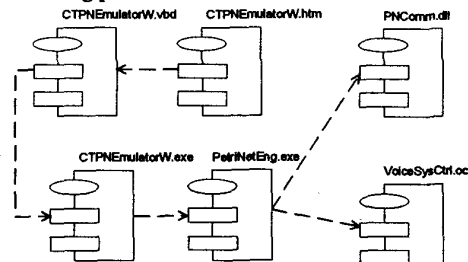 CTPNEmulatorW.vbd
CTPNEmulatorW.htm
PNComm.dll
CTPNEmulatorW.exe
PetriNetEng.exe
VoiceSysCtrl.oc